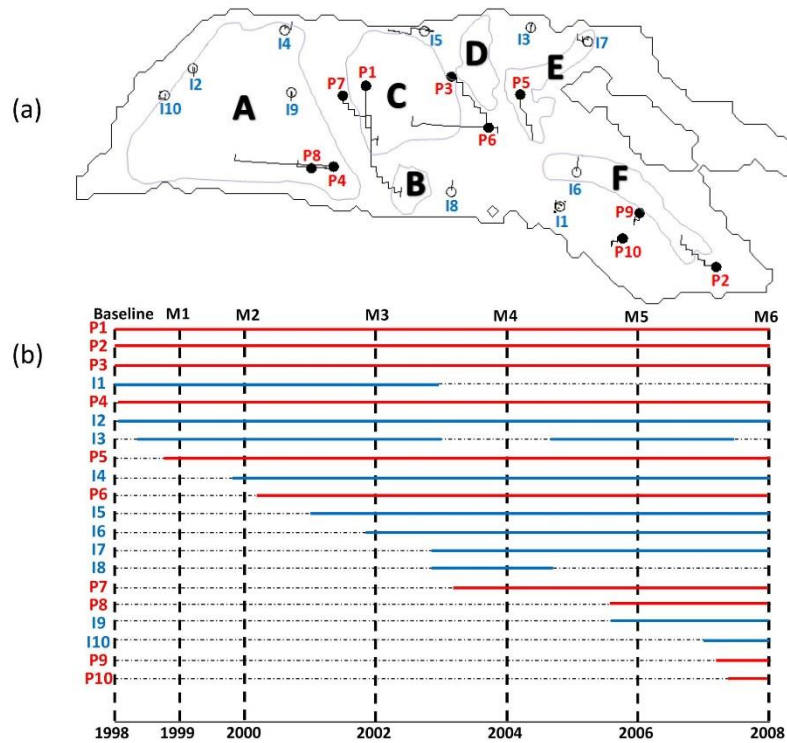 (a)
I4
I5
I3
I7
D
E
I2
P7
P1
P3
P5
I10
A
I9
C
P6
P8
P4
B
I8
I6
F
I1
P9
P10
P2
Baseline M1 M2 M3 M4 M5 M6
(b)
P1
P2
P3
I1
P4
I2
I3
P5
I4
P6
I5
I6
I7
I8
P7
P8
I9
I10
P9
P10
1998 1999 2000 2002 2004 2006 2008